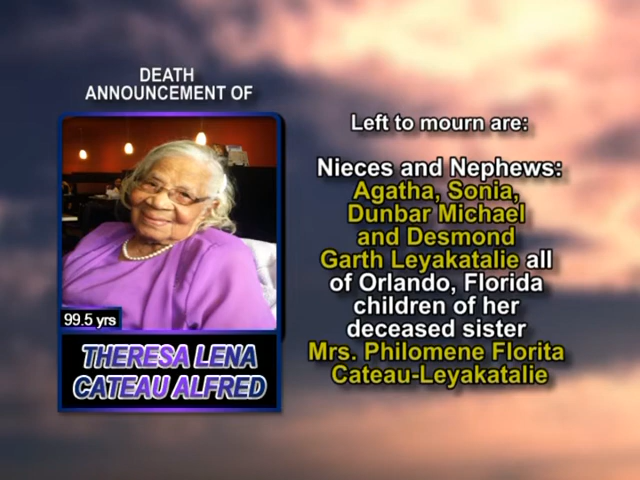 DEATH
ANNOUNCEMENT OF
99.5 yrs
THERESA LENA
CATEAU ALFRED
Left to mourn are:
Nieces and Nephews:
Agatha, Sonia,
Dunbar Michael
and Desmond
Garth Leyakatalie all
of Orlando, Florida
children of her
deceased sister
Mrs. Philomene Florita
Cateau-Leyakatalie